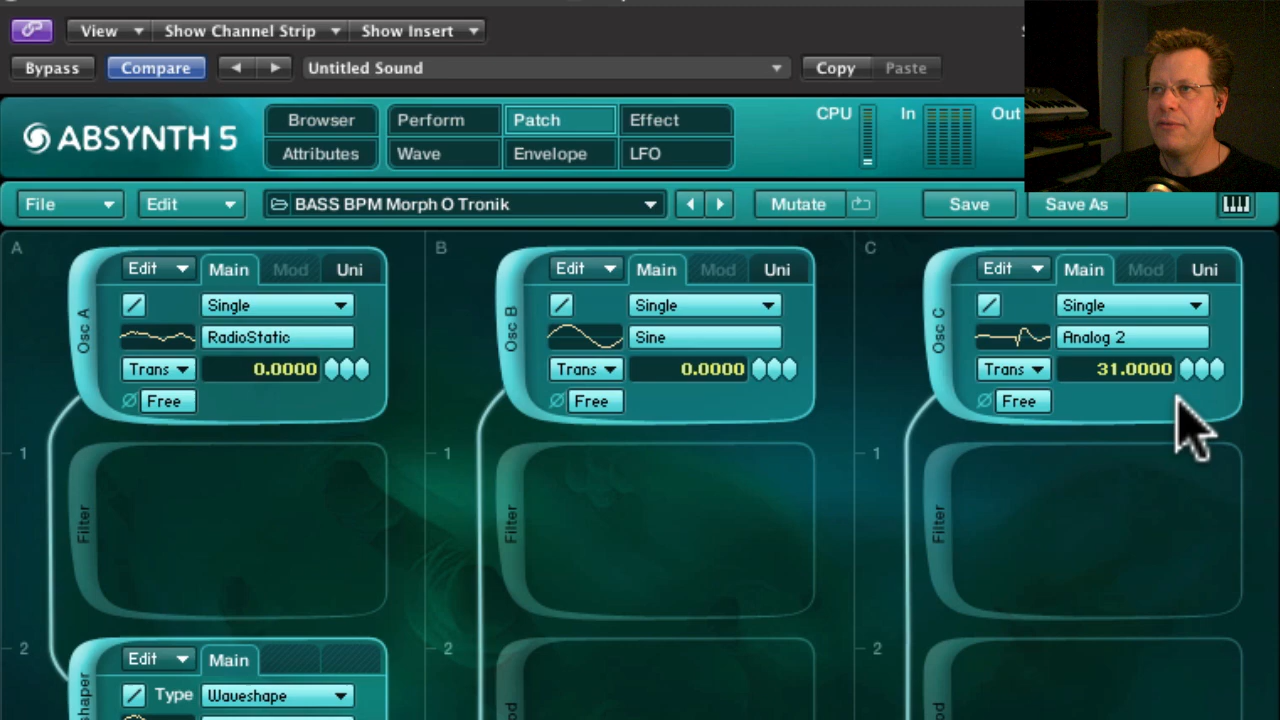 View Show Channel Strip Show Insert
Bypass Compare Untitled Sound Copy Paste
ABSYNTH 5 Browser Perform Patch Effect CPU In Out
Attributes Wave Envelope LFO
File Edit BASS BPM Morph O Tronik Mutate Save Save As
A B C
Edit Main Mod Uni Edit Main Mod Uni Edit Main Mod Uni
Osc A Single Osc B Single Osc C Single
RadioStatic Sine Analog 2
Trans 0.0000 Trans 0.0000 Trans 31.0000
Ø Free Ø Free Ø Free
1 1 1
Filter Filter Filter
2 2 2
Edit Main
Type Waveshape